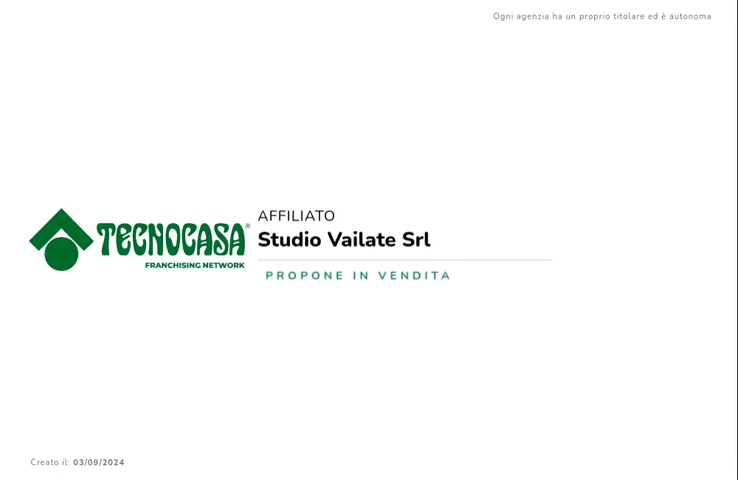 Ogni agenzia ha un proprio titolare ed è autonoma
AFFILIATO
TECNOCASA®
Studio Vailate Srl
FRANCHISING NETWORK
PROPONE IN VENDITA
Creato il: 03/09/2024